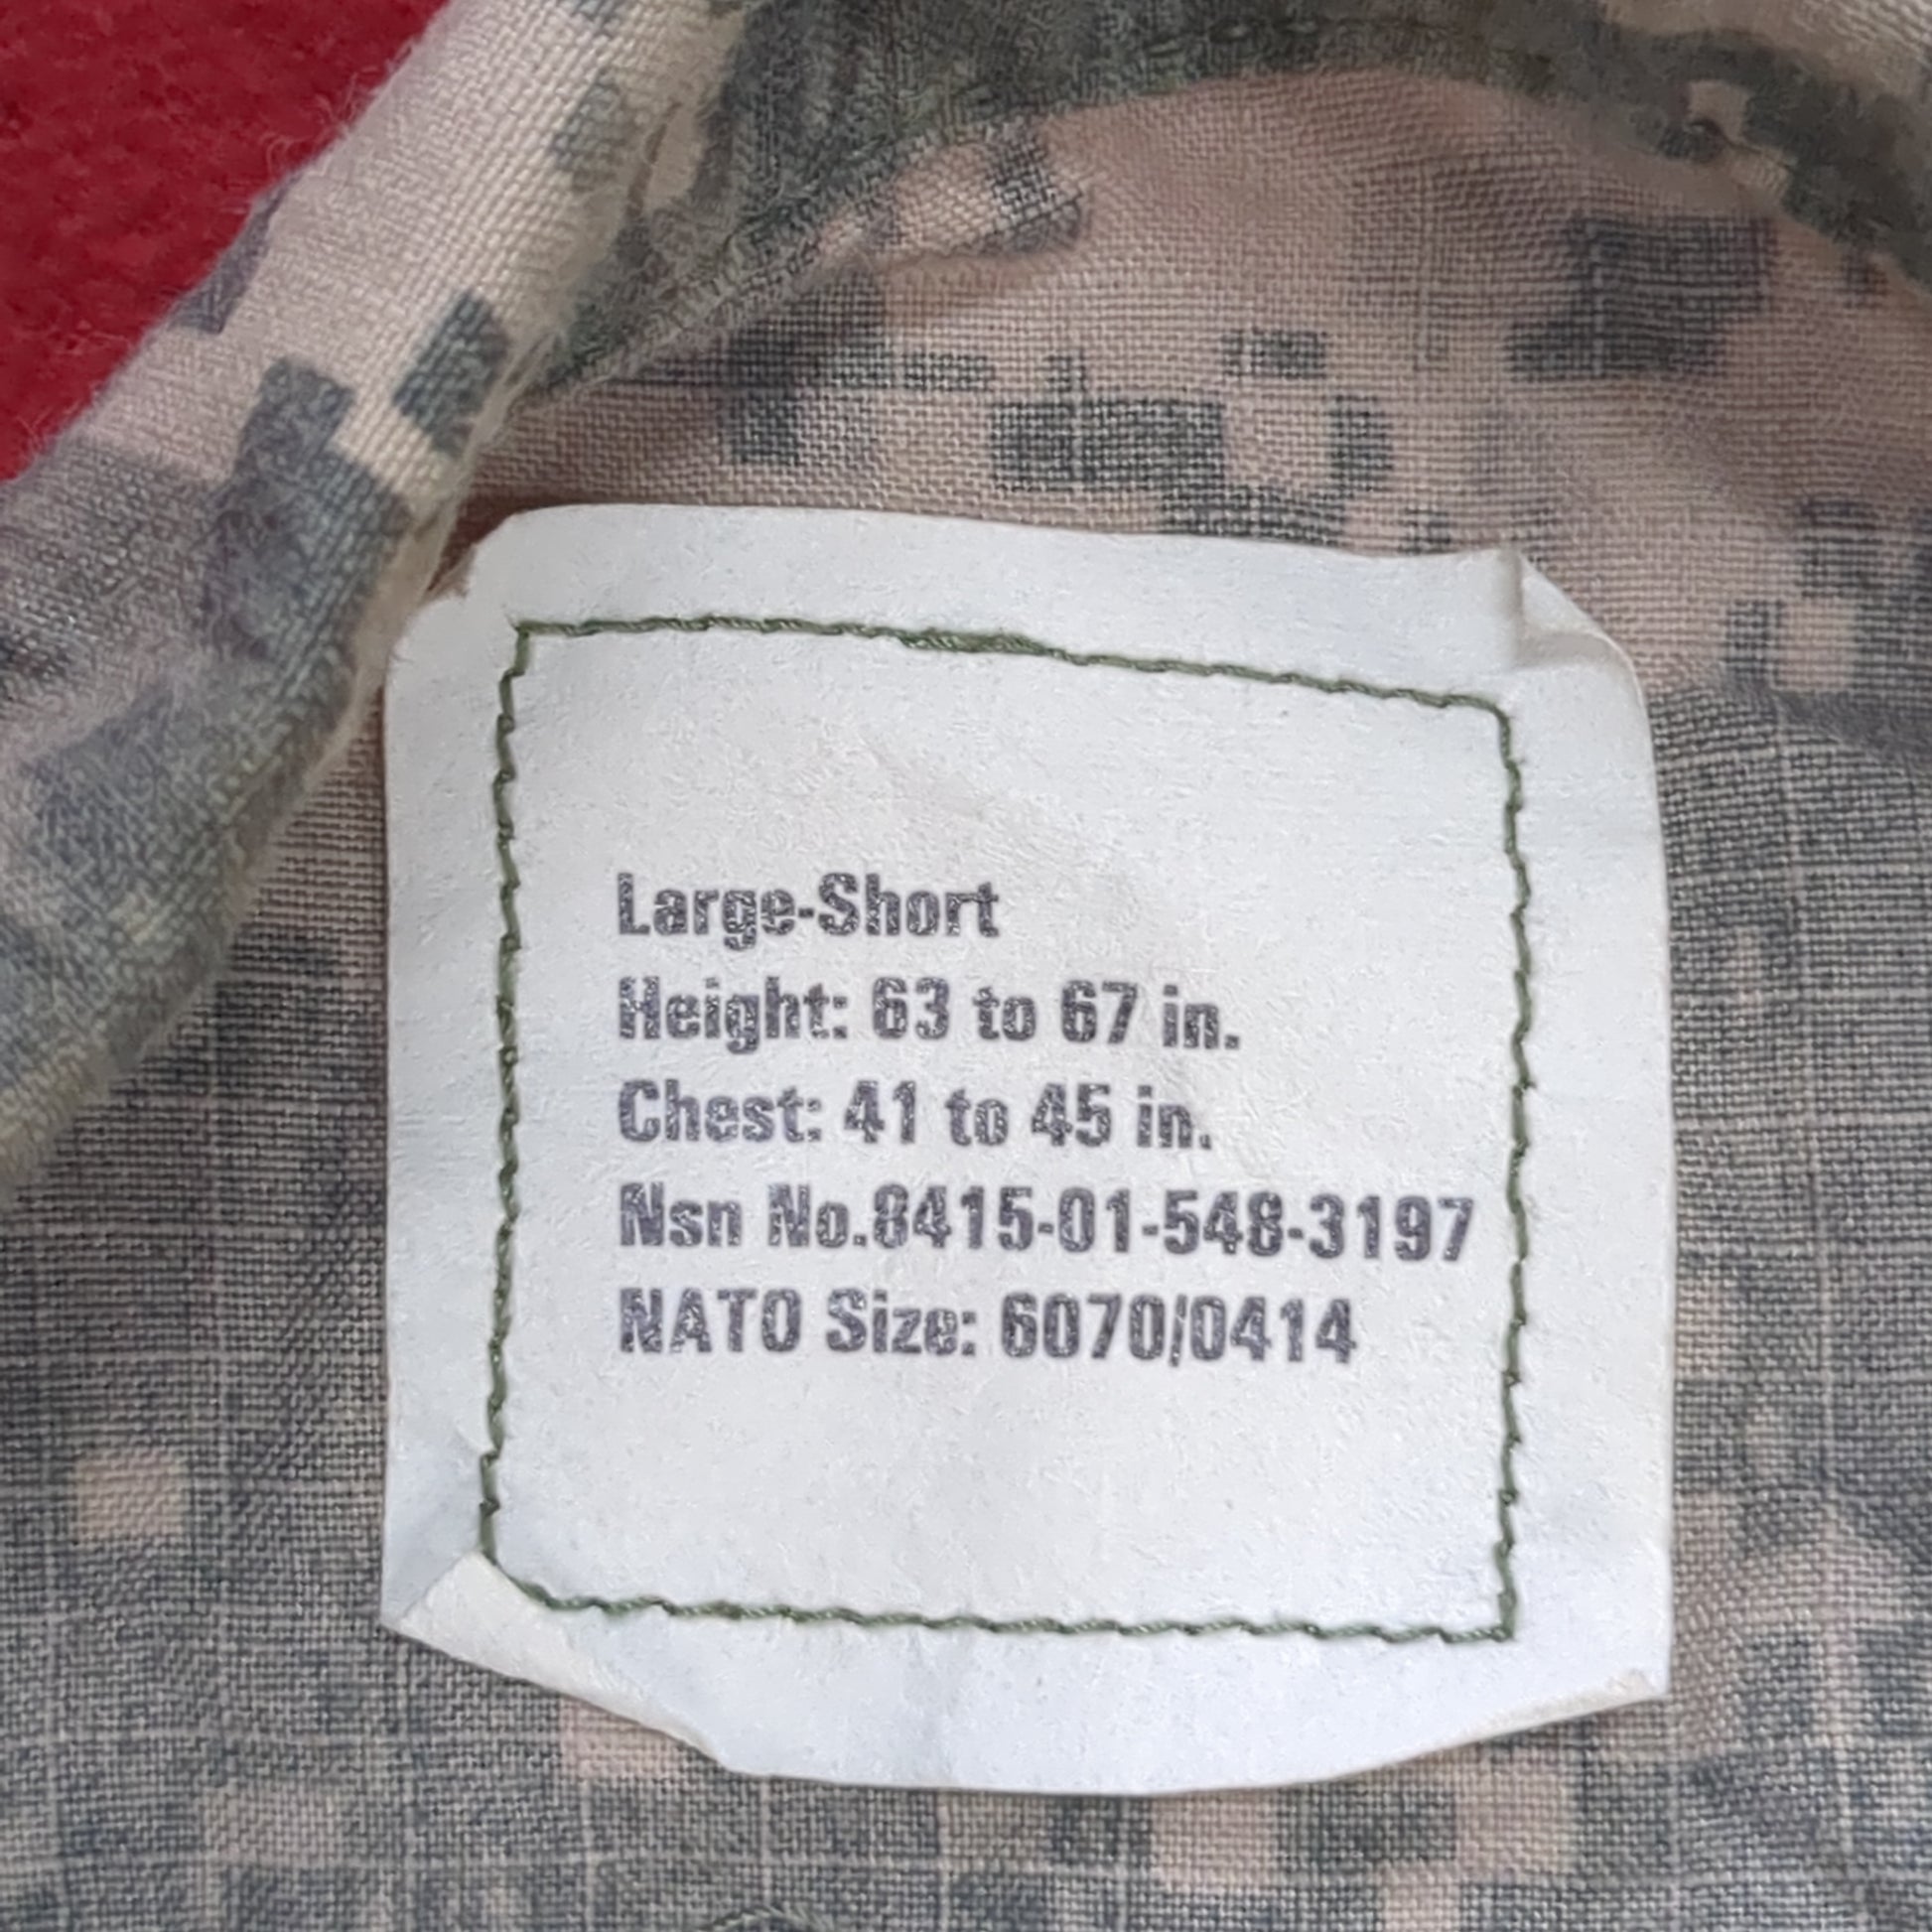 Large-Short
Height: 63 to 67 in.
Chest: 41 to 45 in.
Nsn No.8415-01-548-3197
NATO Size: 6070/0414